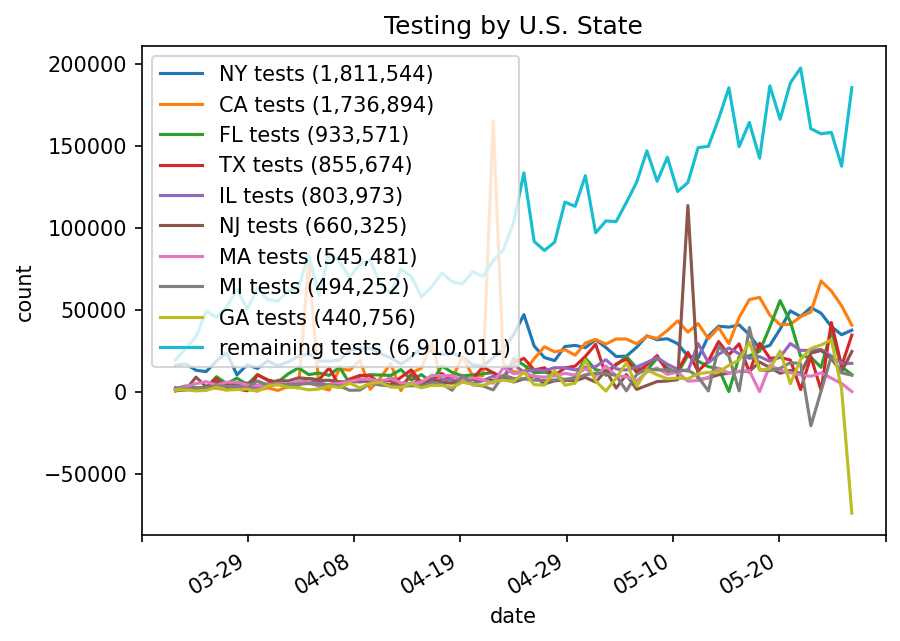 Testing by U.S. State
200000
150000
100000
50000
0
−50000
count
NY tests (1,811,544)
CA tests (1,736,894)
FL tests (933,571)
TX tests (855,674)
IL tests (803,973)
NJ tests (660,325)
MA tests (545,481)
MI tests (494,252)
GA tests (440,756)
remaining tests (6,910,011)
03-29
04-08
04-19
04-29
05-10
05-20
date